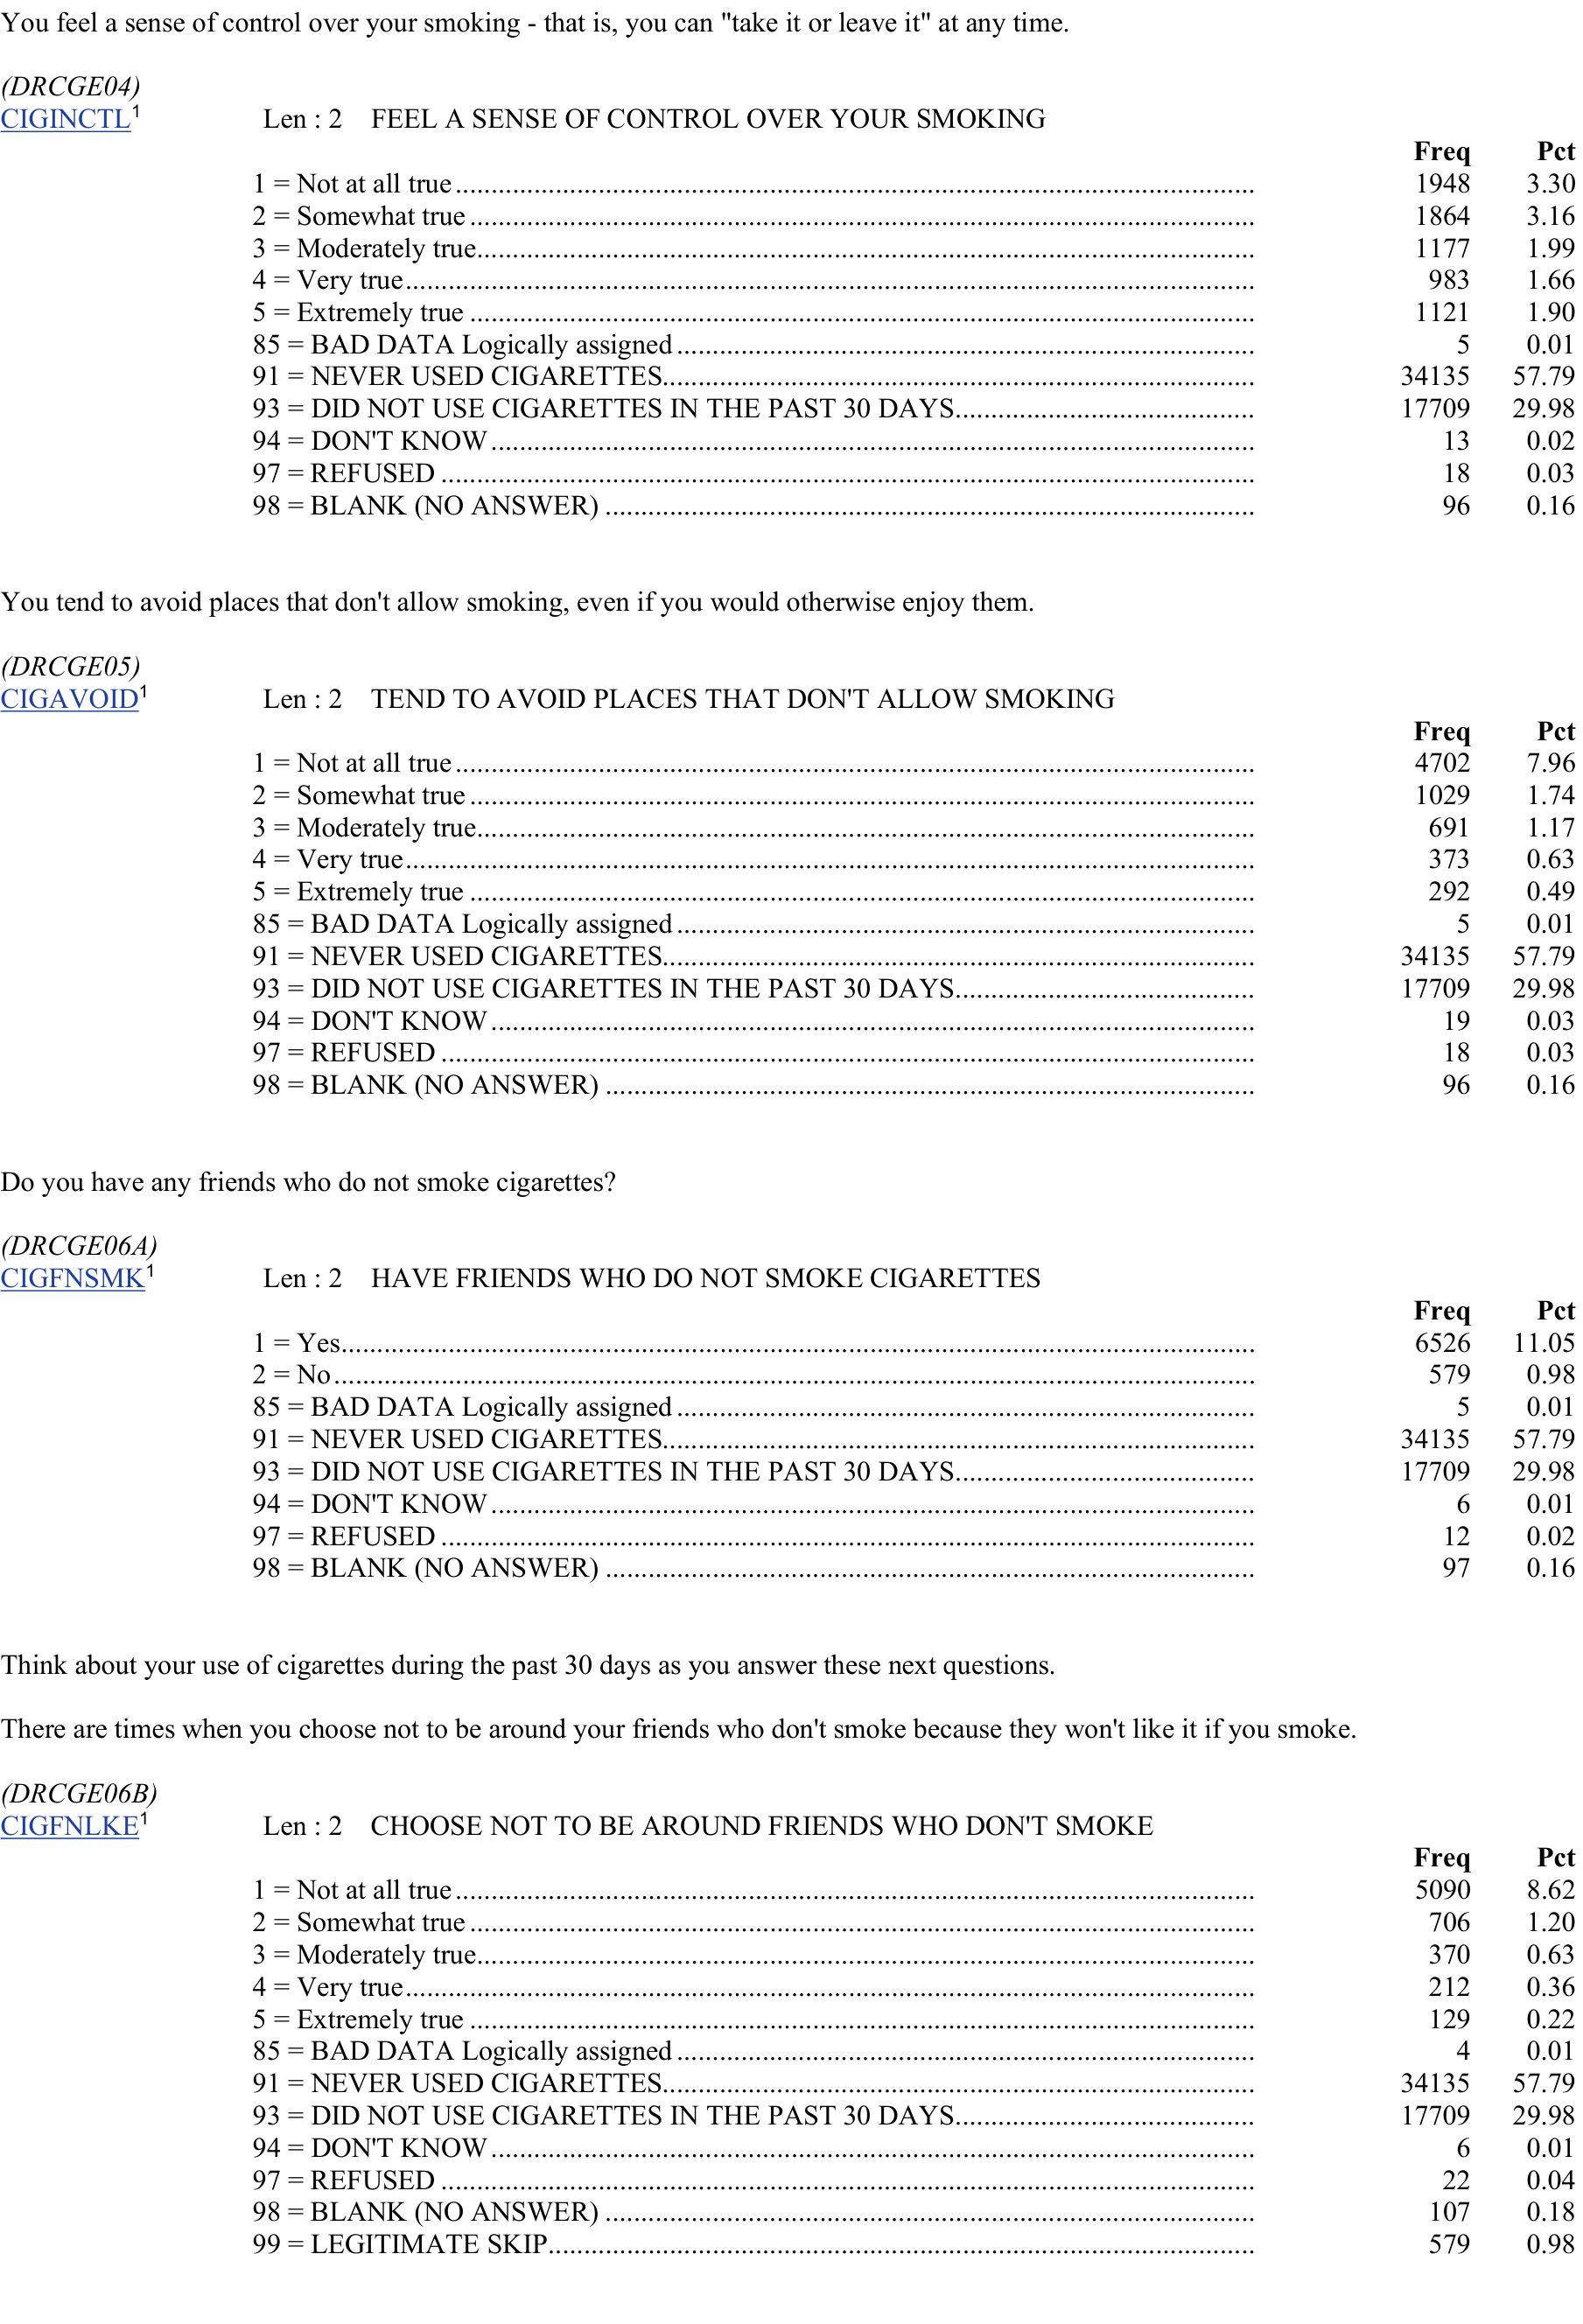 You feel a sense of control over your smoking - that is, you can "take it or leave it" at any time.
(DRCGE04)
CIGINCTL1 Len : 2 FEEL A SENSE OF CONTROL OVER YOUR SMOKING
Freq Pct
1 = Not at all true 1948 3.30
2 = Somewhat true 1864 3.16
3 = Moderately true 1177 1.99
4 = Very true 983 1.66
5 = Extremely true 1121 1.90
85 = BAD DATA Logically assigned 5 0.01
91 = NEVER USED CIGARETTES 34135 57.79
93 = DID NOT USE CIGARETTES IN THE PAST 30 DAYS 17709 29.98
94 = DON'T KNOW 13 0.02
97 = REFUSED 18 0.03
98 = BLANK (NO ANSWER) 96 0.16
You tend to avoid places that don't allow smoking, even if you would otherwise enjoy them.
(DRCGE05)
CIGAVOID1 Len : 2 TEND TO AVOID PLACES THAT DON'T ALLOW SMOKING
Freq Pct
1 = Not at all true 4702 7.96
2 = Somewhat true 1029 1.74
3 = Moderately true 691 1.17
4 = Very true 373 0.63
5 = Extremely true 292 0.49
85 = BAD DATA Logically assigned 5 0.01
91 = NEVER USED CIGARETTES 34135 57.79
93 = DID NOT USE CIGARETTES IN THE PAST 30 DAYS 17709 29.98
94 = DON'T KNOW 19 0.03
97 = REFUSED 18 0.03
98 = BLANK (NO ANSWER) 96 0.16
Do you have any friends who do not smoke cigarettes?
(DRCGE06A)
CIGFNSMK1 Len : 2 HAVE FRIENDS WHO DO NOT SMOKE CIGARETTES
Freq Pct
1 = Yes 6526 11.05
2 = No 579 0.98
85 = BAD DATA Logically assigned 5 0.01
91 = NEVER USED CIGARETTES 34135 57.79
93 = DID NOT USE CIGARETTES IN THE PAST 30 DAYS 17709 29.98
94 = DON'T KNOW 6 0.01
97 = REFUSED 12 0.02
98 = BLANK (NO ANSWER) 97 0.16
Think about your use of cigarettes during the past 30 days as you answer these next questions.
There are times when you choose not to be around your friends who don't smoke because they won't like it if you smoke.
(DRCGE06B)
CIGFNLKE1 Len : 2 CHOOSE NOT TO BE AROUND FRIENDS WHO DON'T SMOKE
Freq Pct
1 = Not at all true 5090 8.62
2 = Somewhat true 706 1.20
3 = Moderately true 370 0.63
4 = Very true 212 0.36
5 = Extremely true 129 0.22
85 = BAD DATA Logically assigned 4 0.01
91 = NEVER USED CIGARETTES 34135 57.79
93 = DID NOT USE CIGARETTES IN THE PAST 30 DAYS 17709 29.98
94 = DON'T KNOW 6 0.01
97 = REFUSED 22 0.04
98 = BLANK (NO ANSWER) 107 0.18
99 = LEGITIMATE SKIP 579 0.98